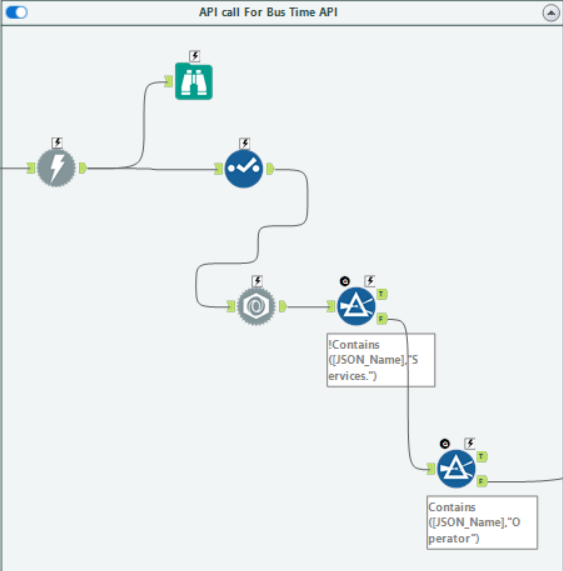 API call For Bus Time API
T
F
!Contains
([JSON_Name],"S
ervices.")
T
F
Contains
([JSON_Name],"O
perator")